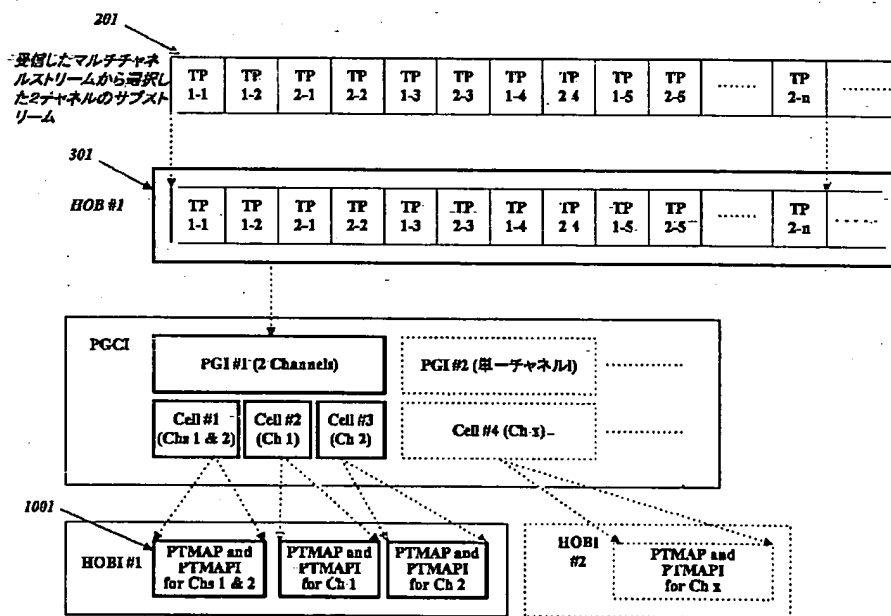 201
受信したマルチチャネ
ルストリームから選択し
た2チャネルのサブスト
リーム
TP 1-1 TP 1-2 TP 2-1 TP 2-2 TP 1-3 TP 2-3 TP 1-4 TP 2 4 TP 1-5 TP 2-5 ........ TP 2-n ........
301
HOB #1
TP 1-1 TP 1-2 TP 2-1 TP 2-2 TP 1-3 TP 2-3 TP 1-4 TP 2 4 TP 1-5 TP 2-5 ........ TP 2-n ........
PGCI
PGI #1 (2 Channels)
PGI #2 (単一チャネル)
Cell #1
(Chs 1 & 2)
Cell #2
(Ch 1)
Cell #3
(Ch 2)
Cell #4 (Ch x)
1001
HOBI #1
PTMAP and
PTMAPI
for Chs 1 & 2
PTMAP and
PTMAPI
for Ch 1
PTMAP and
PTMAPI
for Ch 2
HOBI
#2
PTMAP and
PTMAPI
for Ch x